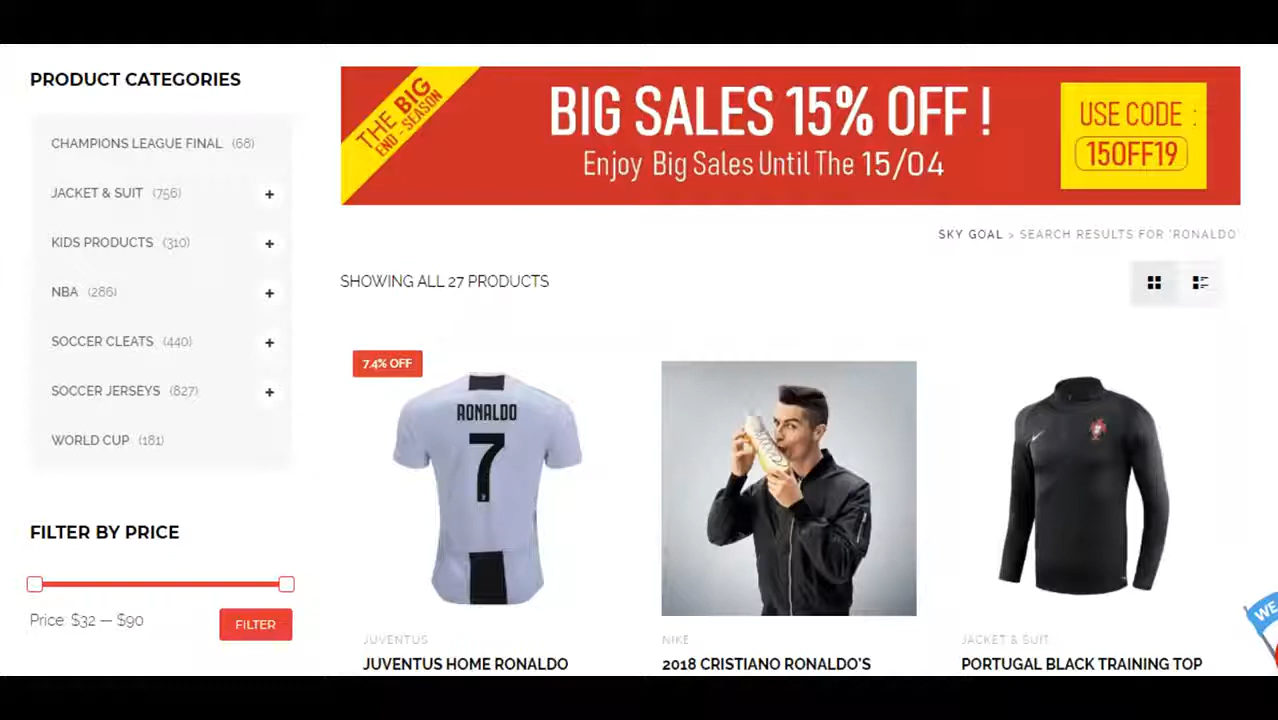 PRODUCT CATEGORIES
CHAMPIONS LEAGUE FINAL (68)
JACKET & SUIT (756) +
KIDS PRODUCTS (310) +
NBA (286) +
SOCCER CLEATS (440) +
SOCCER JERSEYS (827) +
WORLD CUP (181)
FILTER BY PRICE
Price: $32 — $90
FILTER
THE BIG
END - SEASON
BIG SALES 15% OFF !
Enjoy Big Sales Until The 15/04
USE CODE :
15OFF19
SKY GOAL > SEARCH RESULTS FOR 'RONALDO'
SHOWING ALL 27 PRODUCTS
7.4% OFF
RONALDO
7
JUVENTUS
JUVENTUS HOME RONALDO
NIKE
2018 CRISTIANO RONALDO'S
JACKET & SUIT
PORTUGAL BLACK TRAINING TOP
WE